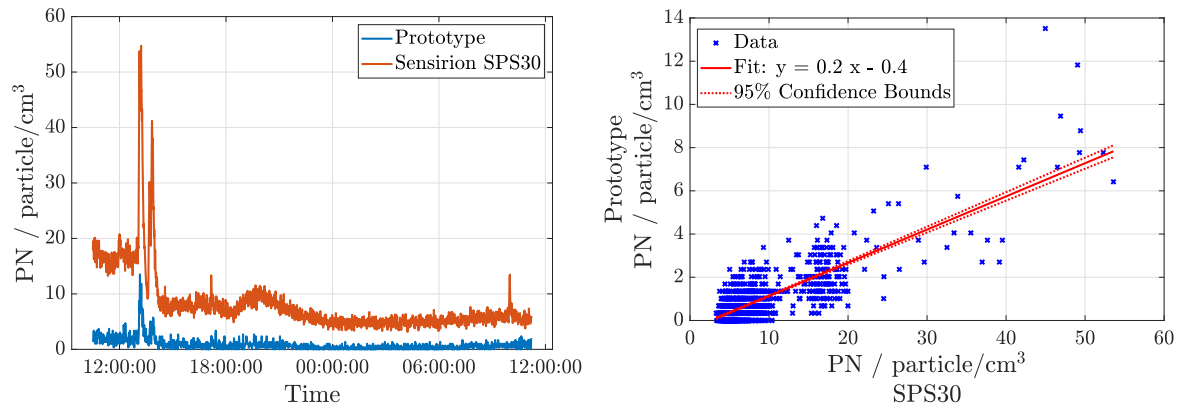 60
50
40
30
20
10
0
PN / particle/cm³
Prototype
Sensirion SPS30
12:00:00 18:00:00 00:00:00 06:00:00 12:00:00
Time
14
12
10
8
6
4
2
0
Prototype
PN / particle/cm³
Data
Fit: y = 0.2 x - 0.4
95% Confidence Bounds
0 10 20 30 40 50 60
PN / particle/cm³
SPS30